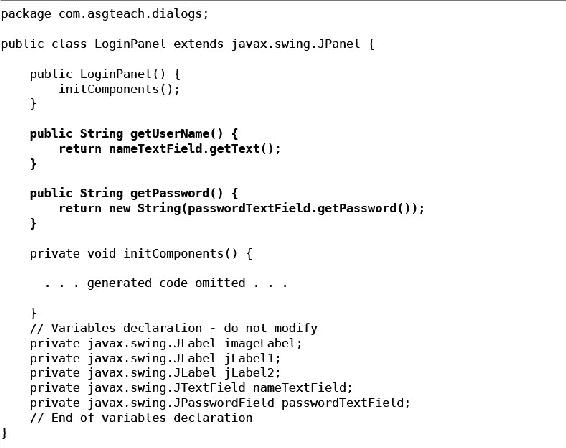 package com.asgteach.dialogs;
public class LoginPanel extends javax.swing.JPanel {
public LoginPanel() {
initComponents();
}
public String getUserName() {
return nameTextField.getText();
}
public String getPassword() {
return new String(passwordTextField.getPassword());
}
private void initComponents() {
. . . generated code omitted . . .
}
// Variables declaration - do not modify
private javax.swing.JLabel imageLabel;
private javax.swing.JLabel jLabel1;
private javax.swing.JLabel jLabel2;
private javax.swing.JTextField nameTextField;
private javax.swing.JPasswordField passwordTextField;
// End of variables declaration
}